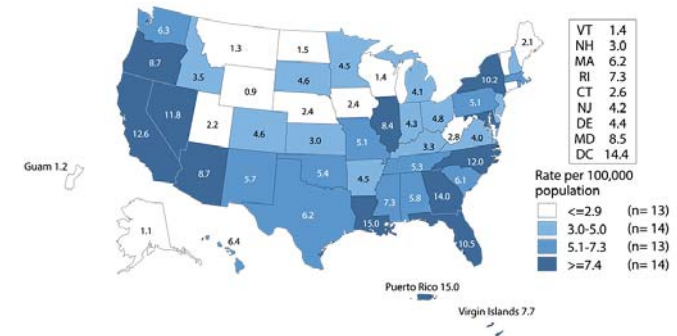 6.3
8.7
12.6
11.8
3.5
1.3
0.9
2.2
8.7
4.6
5.7
1.5
4.6
2.4
3.0
5.4
6.2
4.5
2.4
5.1
4.5
15.0
1.4
8.4
4.1
4.3
4.8
3.3
5.3
7.3
5.8
14.0
10.5
6.1
12.0
4.0
2.8
5.1
10.2
2.1
VT 1.4
NH 3.0
MA 6.2
RI 7.3
CT 2.6
NJ 4.2
DE 4.4
MD 8.5
DC 14.4
Guam 1.2
1.1
6.4
Puerto Rico 15.0
Virgin Islands 7.7
Rate per 100,000
population
<=2.9 (n= 13)
3.0-5.0 (n= 14)
5.1-7.3 (n= 13)
>=7.4 (n= 14)